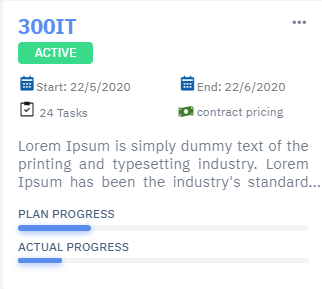 300IT
ACTIVE
Start: 22/5/2020 End: 22/6/2020
24 Tasks contract pricing
Lorem Ipsum is simply dummy text of the
printing and typesetting industry. Lorem
Ipsum has been the industry's standard...
PLAN PROGRESS
ACTUAL PROGRESS